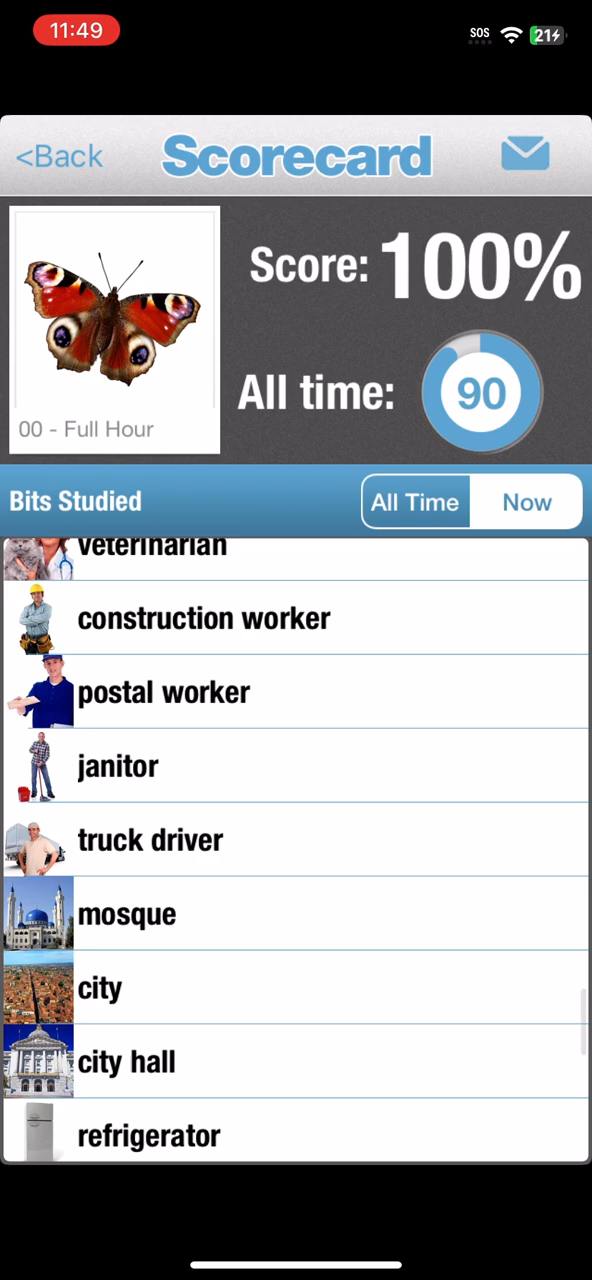 11:49
SOS
21
<Back
Scorecard
Score: 100%
00 - Full Hour
All time: 90
Bits Studied
All Time
Now
veterinarian
construction worker
postal worker
janitor
truck driver
mosque
city
city hall
refrigerator